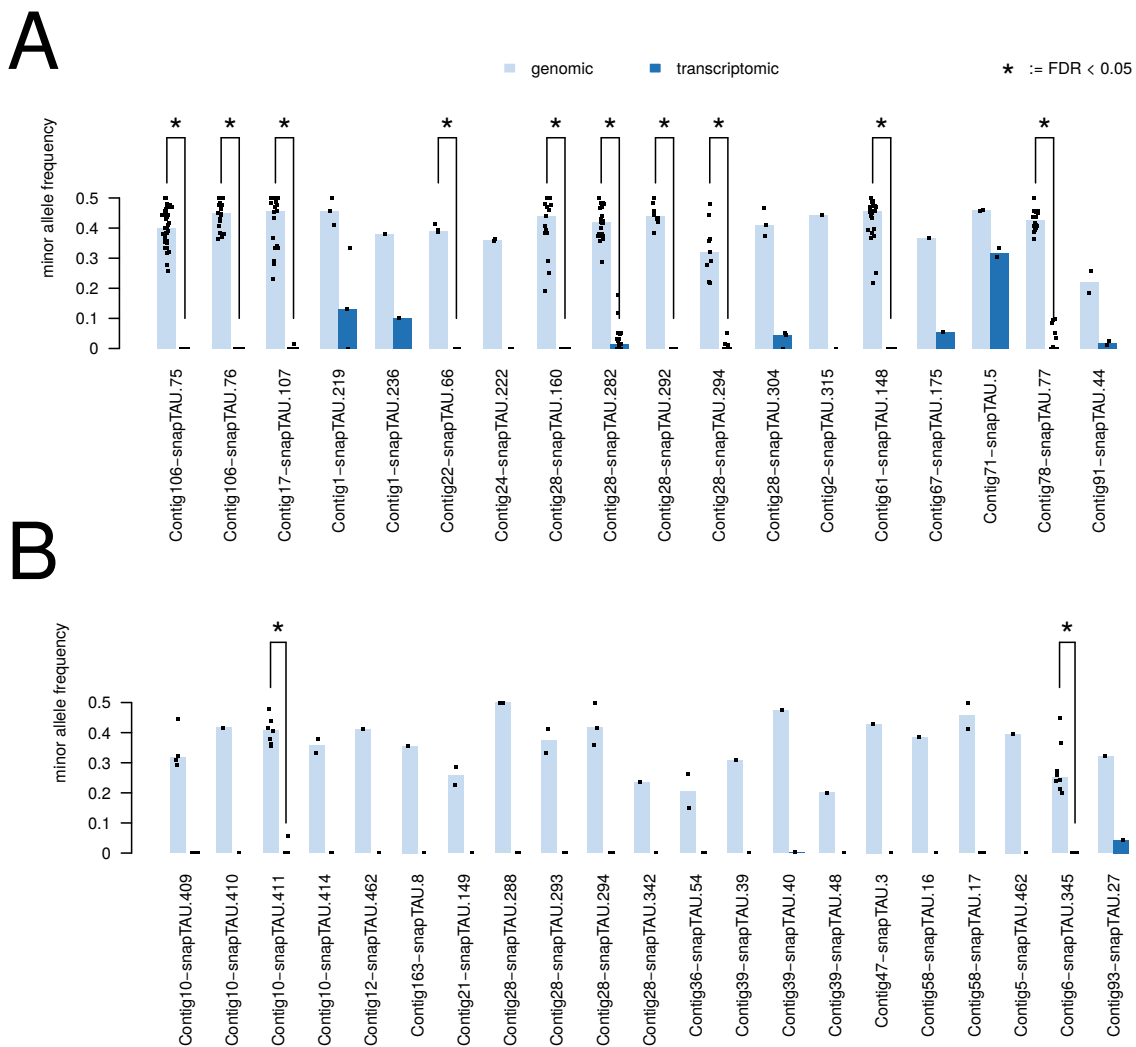 A
genomic
transcriptomic
* := FDR < 0.05
* * * * * * * * * *
minor allele frequency
0.5
0.4
0.3
0.2
0.1
0
Contig106−snapTAU.75
Contig106−snapTAU.76
Contig17−snapTAU.107
Contig1−snapTAU.219
Contig1−snapTAU.236
Contig22−snapTAU.66
Contig24−snapTAU.222
Contig28−snapTAU.160
Contig28−snapTAU.282
Contig28−snapTAU.292
Contig28−snapTAU.294
Contig28−snapTAU.304
Contig2−snapTAU.315
Contig61−snapTAU.148
Contig67−snapTAU.175
Contig71−snapTAU.5
Contig78−snapTAU.77
Contig91−snapTAU.44
B
* *
minor allele frequency
0.5
0.4
0.3
0.2
0.1
0
Contig10−snapTAU.409
Contig10−snapTAU.410
Contig10−snapTAU.411
Contig10−snapTAU.414
Contig12−snapTAU.462
Contig163−snapTAU.8
Contig21−snapTAU.149
Contig28−snapTAU.288
Contig28−snapTAU.293
Contig28−snapTAU.294
Contig28−snapTAU.342
Contig36−snapTAU.54
Contig39−snapTAU.39
Contig39−snapTAU.40
Contig39−snapTAU.48
Contig47−snapTAU.3
Contig58−snapTAU.16
Contig58−snapTAU.17
Contig5−snapTAU.462
Contig6−snapTAU.345
Contig93−snapTAU.27